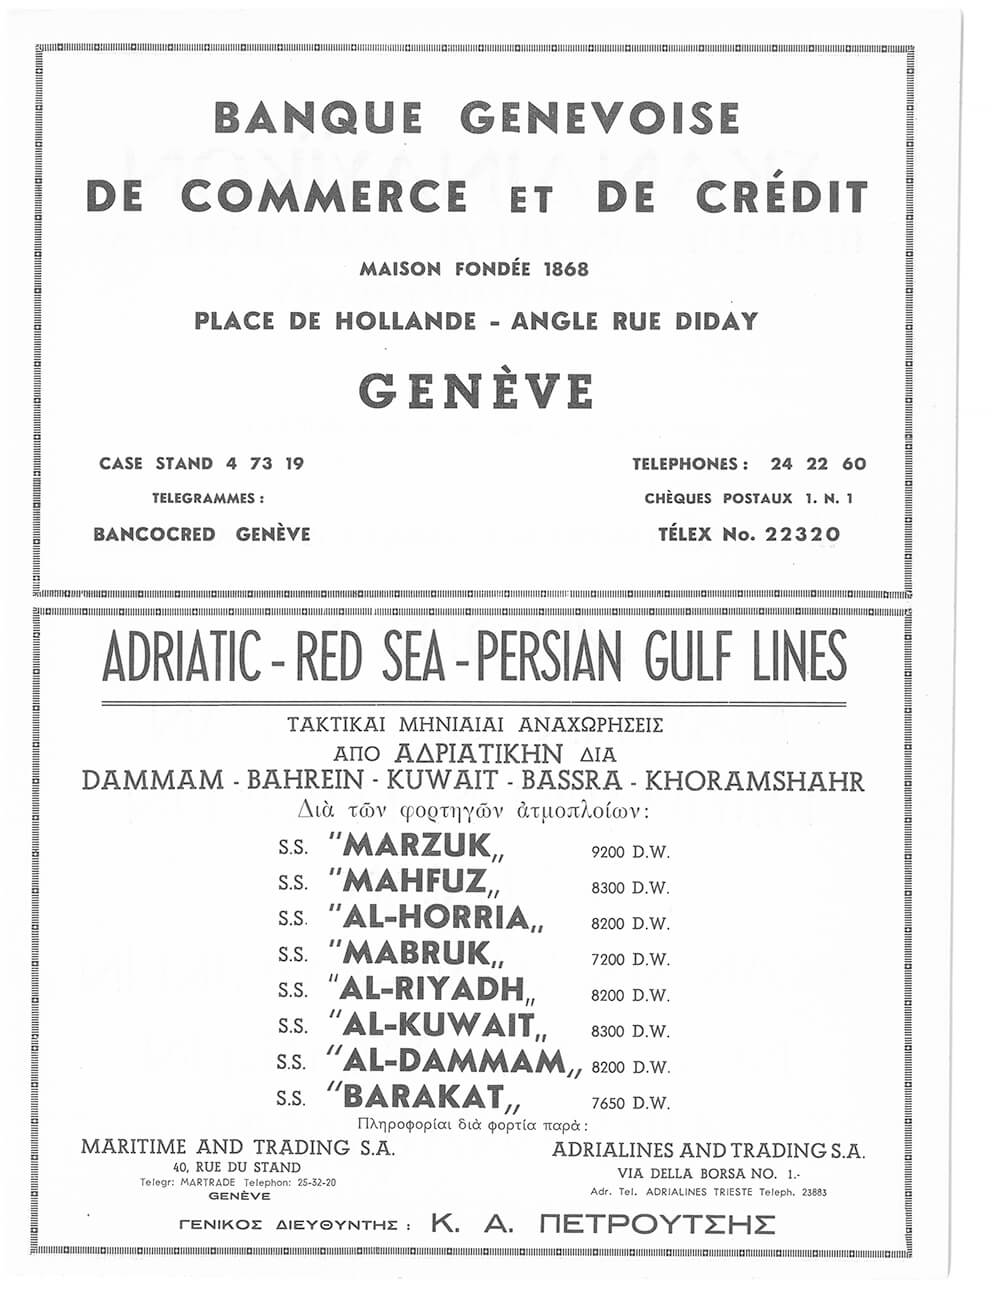 BANQUE GENEVOISE
DE COMMERCE ET DE CRÉDIT
MAISON FONDÉE 1868
PLACE DE HOLLANDE - ANGLE RUE DIDAY
GENÈVE
CASE STAND 4 73 19
TELEPHONES : 24 22 60
TELEGRAMMES :
CHÈQUES POSTAUX 1. N. 1
BANCOCRED GENÈVE
TÉLEX No. 22320
ADRIATIC - RED SEA - PERSIAN GULF LINES
ΤΑΚΤΙΚΑΙ ΜΗΝΙΑΙΑΙ ΑΝΑΧΩΡΗΣΕΙΣ
ΑΠΟ ΑΔΡΙΑΤΙΚΗΝ ΔΙΑ
DAMMAM - BAHREIN - KUWAIT - BASSRA - KHORAMSHAHR
Διὰ τῶν φορτηγῶν ἀτμοπλοίων:
S.S. "MARZUK,, 9200 D.W.
S.S. "MAHFUZ,, 8300 D.W.
S.S. "AL-HORRIA,, 8200 D.W.
S.S. "MABRUK,, 7200 D.W.
S.S. "AL-RIYADH,, 8200 D.W.
S.S. "AL-KUWAIT,, 8300 D.W.
S.S. "AL-DAMMAM,, 8200 D.W.
S.S. "BARAKAT,, 7650 D.W.
Πληροφορίαι διὰ φορτία παρὰ:
MARITIME AND TRADING S.A.
40, RUE DU STAND
Telegr: MARTRADE Telephon: 25-32-20
GENÈVE
ADRIALINES AND TRADING S.A.
VIA DELLA BORSA NO. 1.-
Adr. Tel. ADRIALINES TRIESTE Teleph. 23883
ΓΕΝΙΚΟΣ ΔΙΕΥΘΥΝΤΗΣ : Κ. Α. ΠΕΤΡΟΥΤΣΗΣ